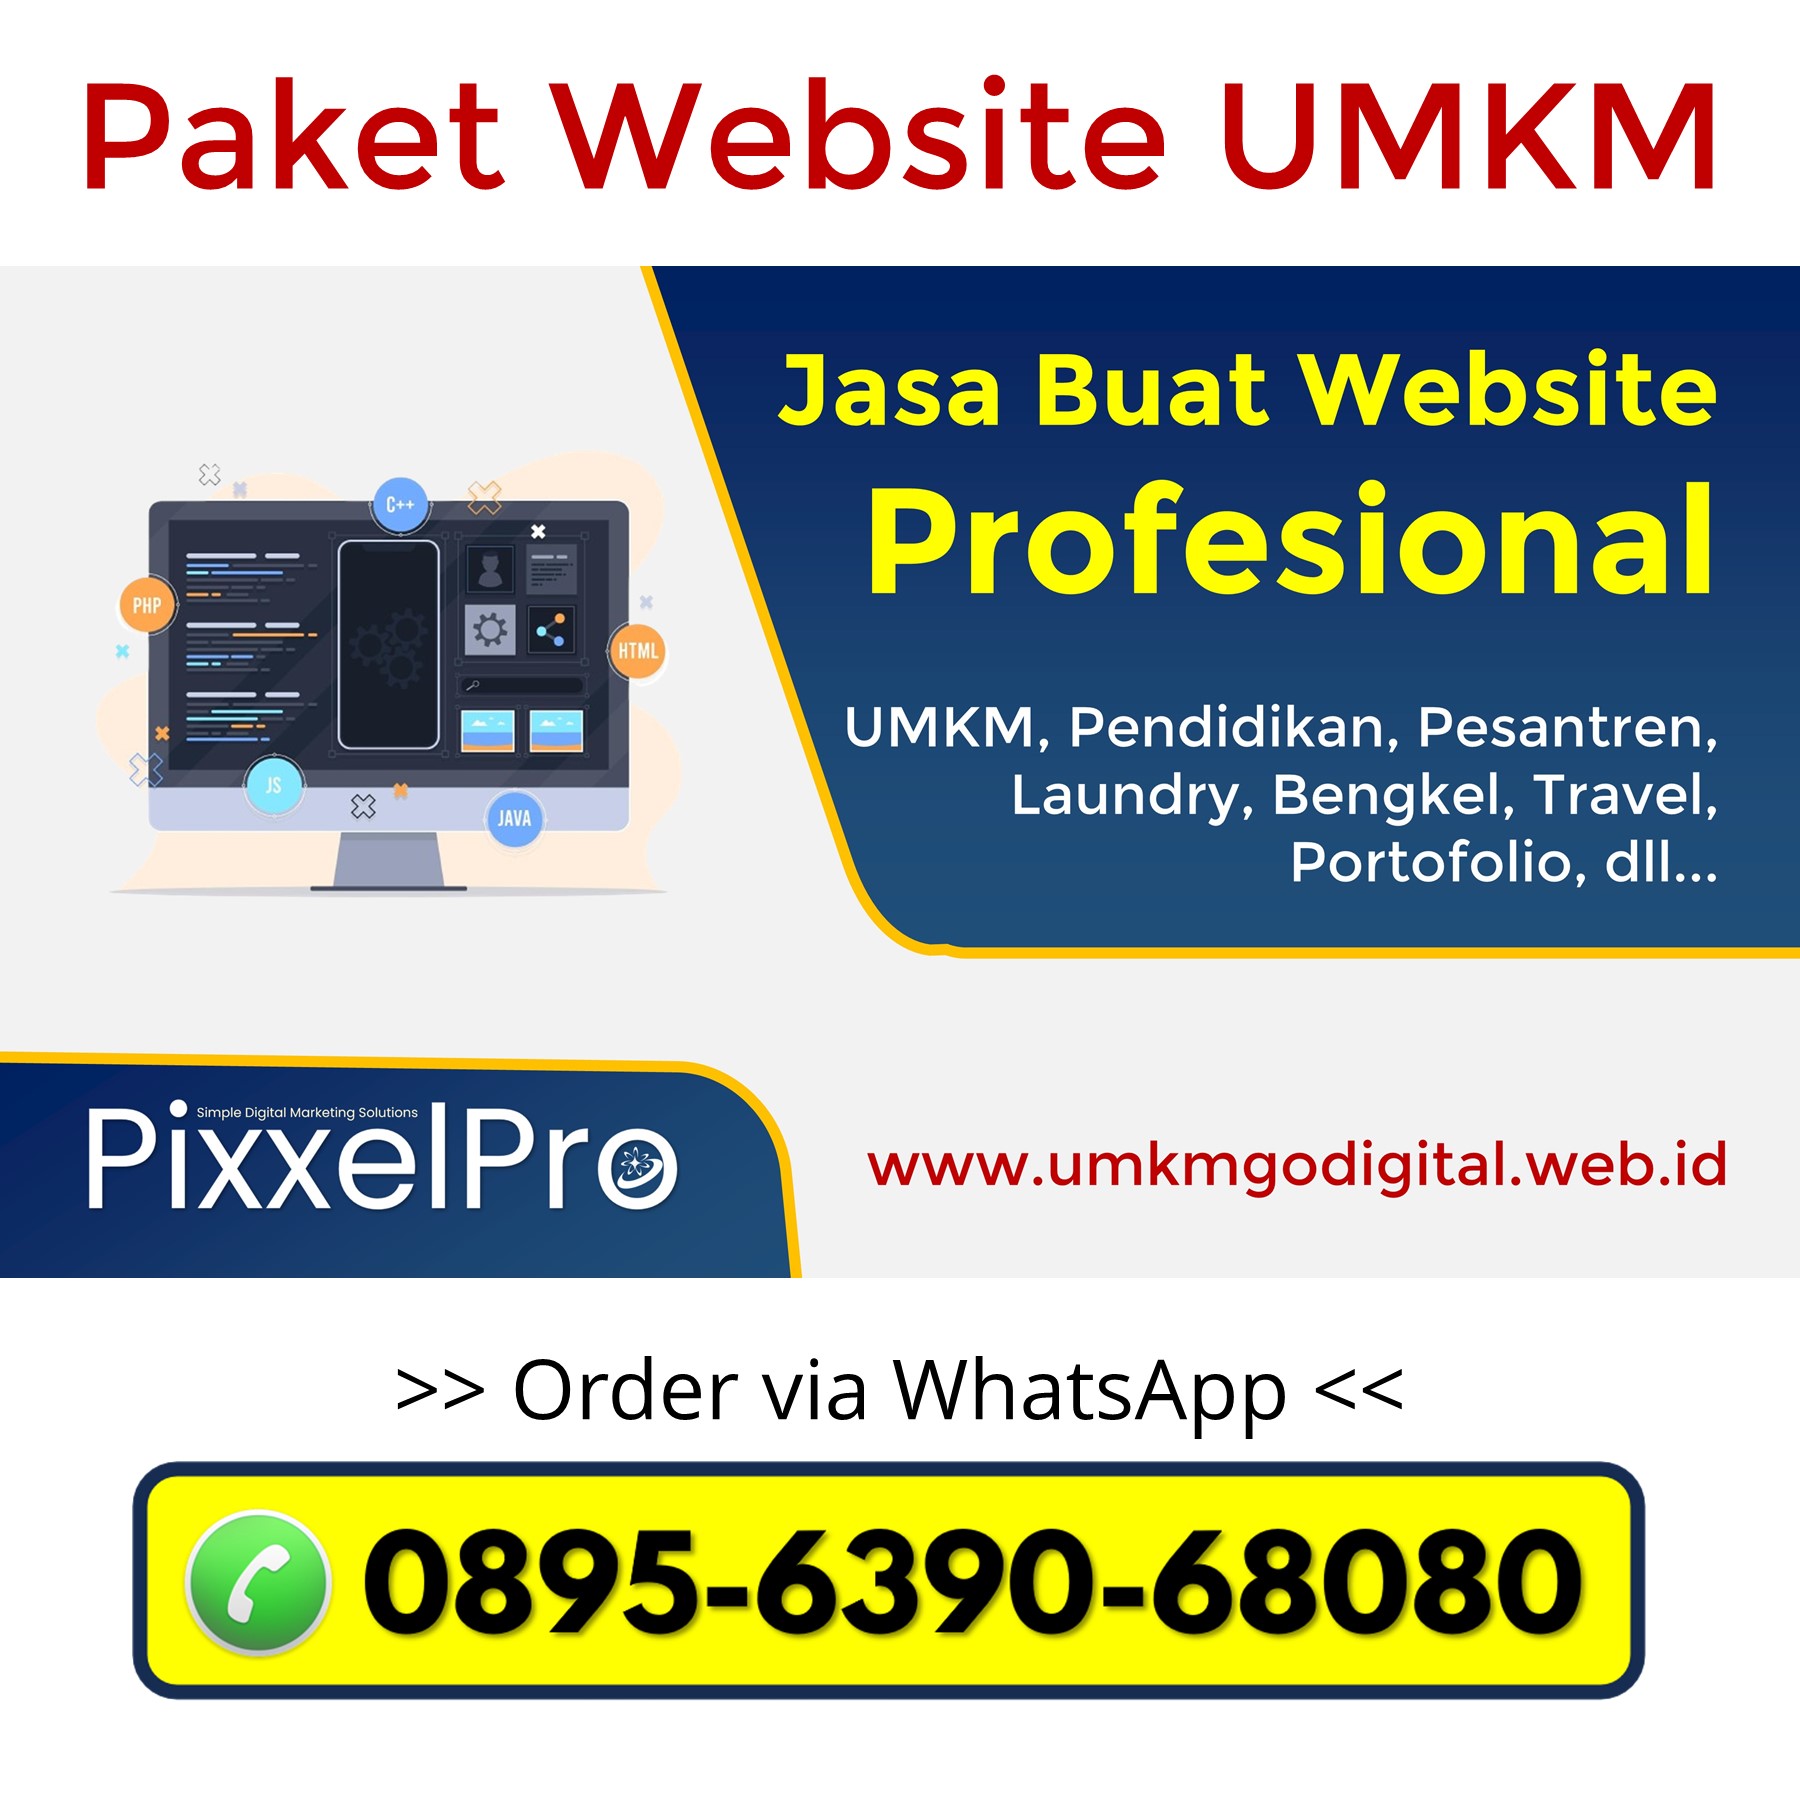 Paket Website UMKM
Jasa Buat Website
Profesional
C++
PHP
HTML
JS
JAVA
UMKM, Pendidikan, Pesantren,
Laundry, Bengkel, Travel,
Portofolio, dll...
Simple Digital Marketing Solutions
PixxelPro
www.umkmgodigital.web.id
>> Order via WhatsApp <<
0895-6390-68080